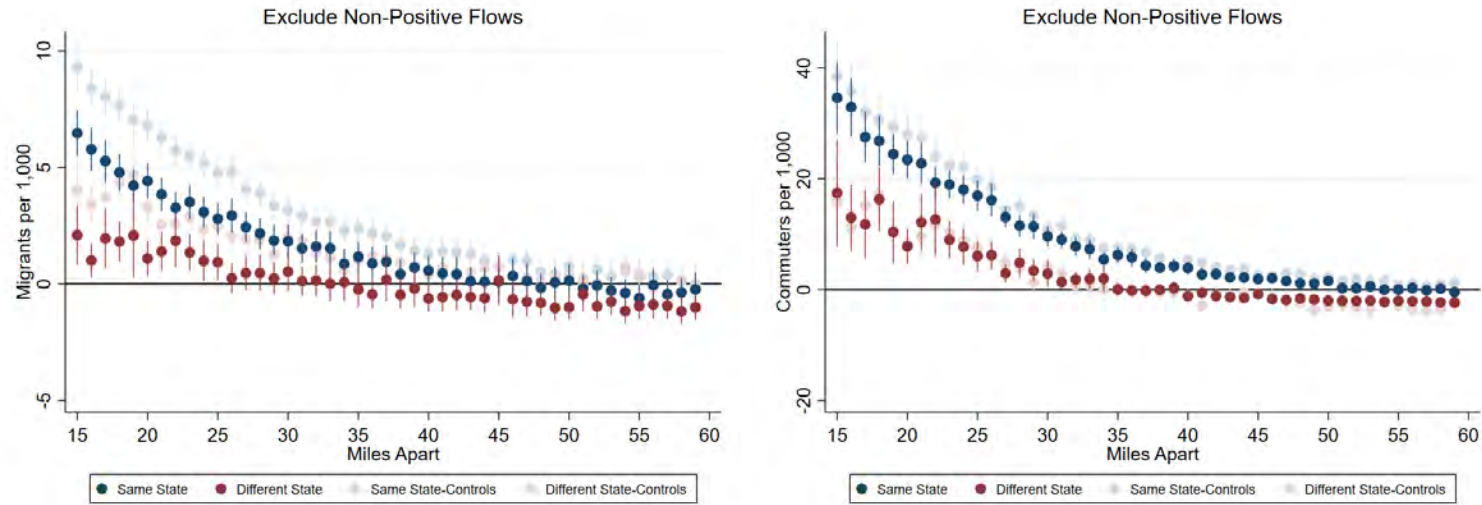 Exclude Non-Positive Flows
Migrants per 1,000
10
5
0
-5
15 20 25 30 35 40 45 50 55 60
Miles Apart
Same State Different State Same State-Controls Different State-Controls
Exclude Non-Positive Flows
Commuters per 1,000
40
20
0
-20
15 20 25 30 35 40 45 50 55 60
Miles Apart
Same State Different State Same State-Controls Different State-Controls